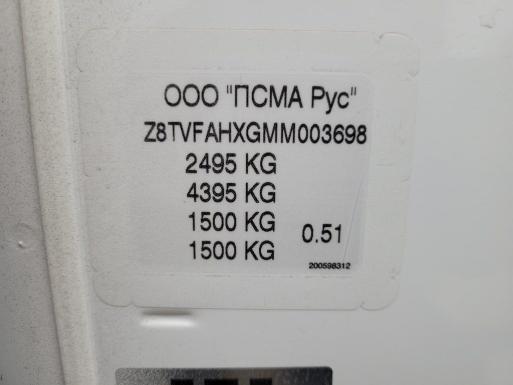 ООО "ПСМА Рус"
Z8TVFAHXGMM003698
2495 KG
4395 KG
1500 KG
0.51
1500 KG
200598312